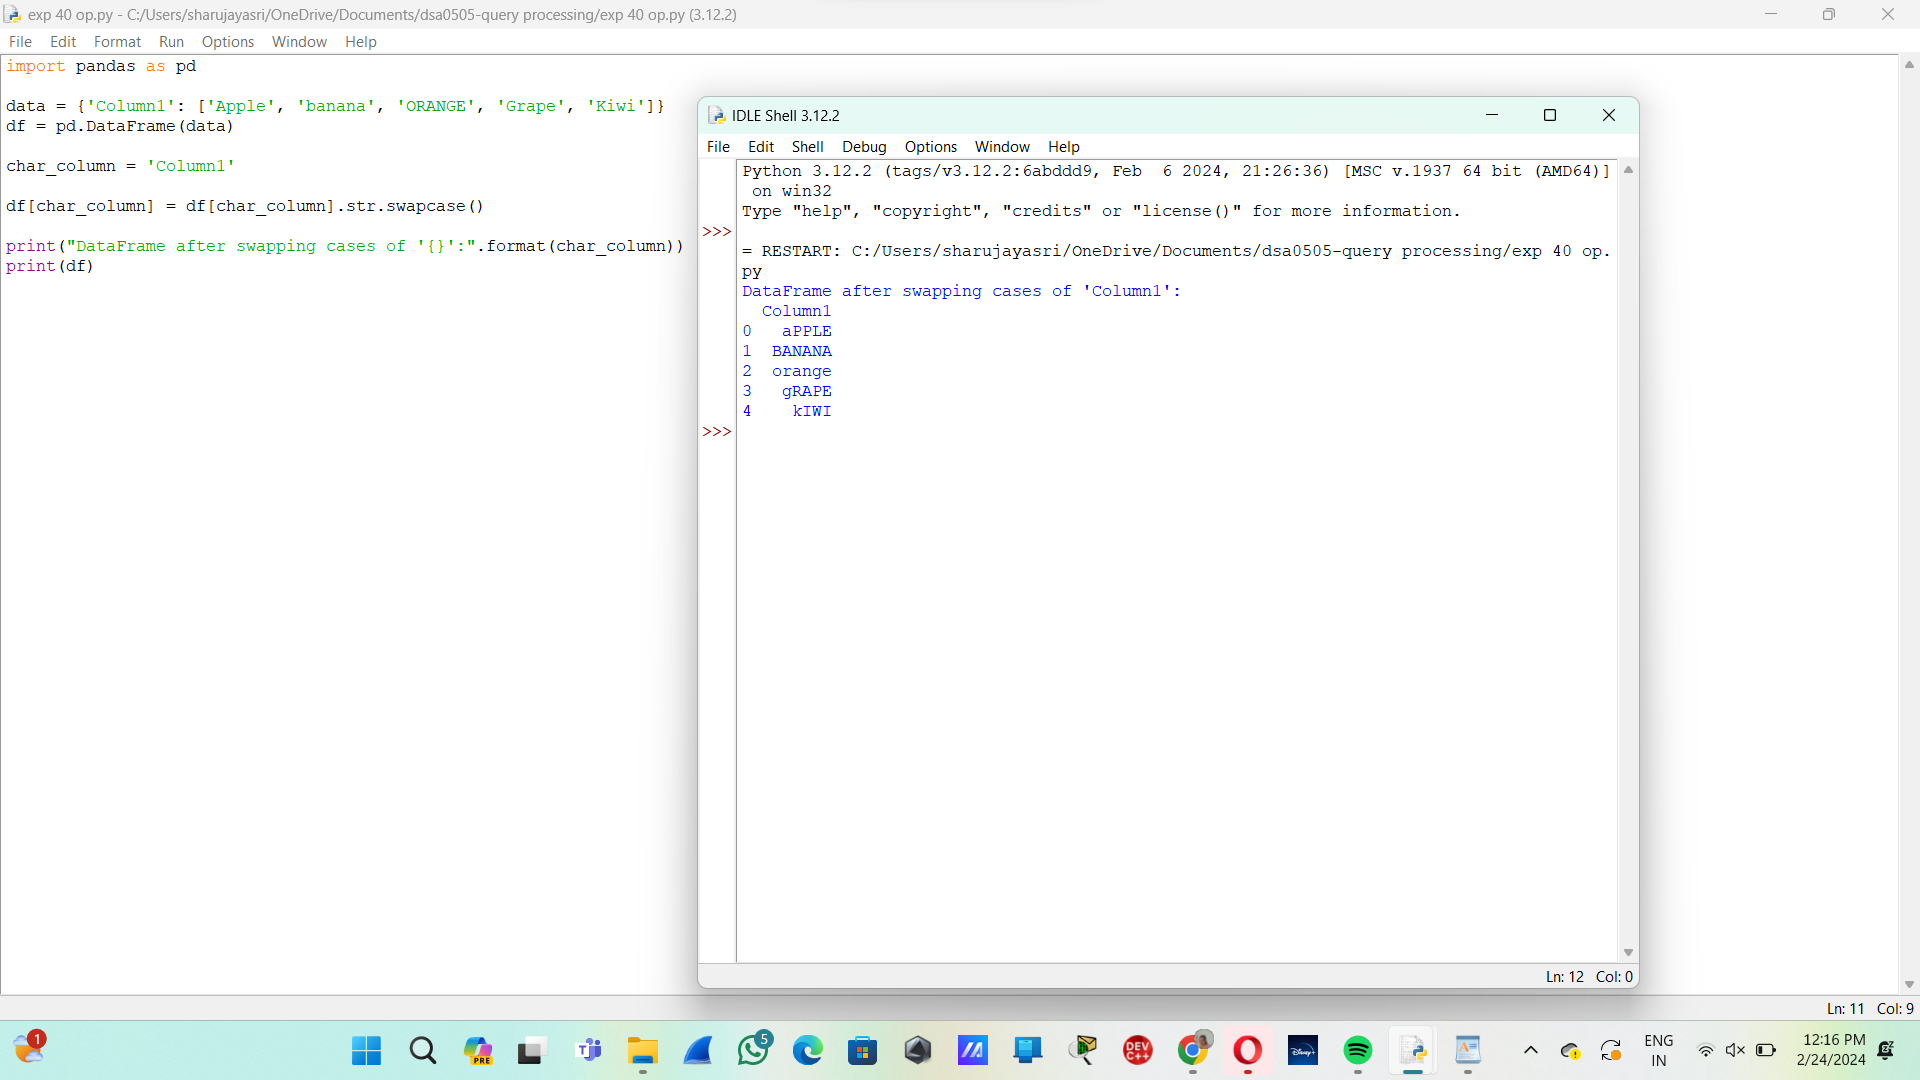 exp 40 op.py - C:/Users/sharujayasri/OneDrive/Documents/dsa0505-query processing/exp 40 op.py (3.12.2)
File Edit Format Run Options Window Help
import pandas as pd
data = {'Column1': ['Apple', 'banana', 'ORANGE', 'Grape', 'Kiwi']}
df = pd.DataFrame(data)
char_column = 'Column1'
df[char_column] = df[char_column].str.swapcase()
print("DataFrame after swapping cases of '{}':".format(char_column))
print(df)
IDLE Shell 3.12.2
File Edit Shell Debug Options Window Help
Python 3.12.2 (tags/v3.12.2:6abddd9, Feb  6 2024, 21:26:36) [MSC v.1937 64 bit (AMD64)]
on win32
Type "help", "copyright", "credits" or "license()" for more information.
>>>
= RESTART: C:/Users/sharujayasri/OneDrive/Documents/dsa0505-query processing/exp 40 op.
py
DataFrame after swapping cases of 'Column1':
Column1
0 aPPLE
1 BANANA
2 orange
3 gRAPE
4 kIWI
>>>
Ln: 12 Col: 0
Ln: 11 Col: 9
1
PRE
5
DEV C++
Disney+
ENG
IN
12:16 PM
2/24/2024